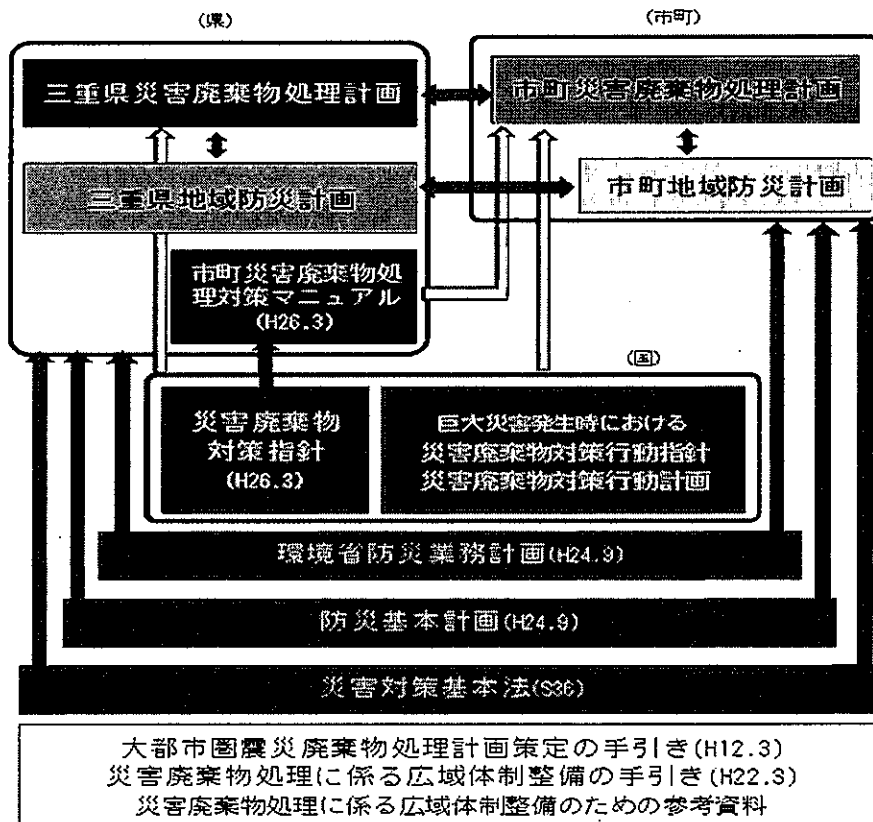 (県)
(市町)
三重県災害廃棄物処理計画
市町災害廃棄物処理計画
三重県地域防災計画
市町地域防災計画
市町災害廃棄物処
理対策マニュアル
(H26.3)
(国)
災害廃棄物
対策指針
(H26.3)
巨大災害発生時における
災害廃棄物対策行動指針
災害廃棄物対策行動計画
環境省防災業務計画(H24.9)
防災基本計画(H24.9)
災害対策基本法(S36)
大都市圏震災廃棄物処理計画策定の手引き(H12.3)
災害廃棄物処理に係る広域体制整備の手引き(H22.3)
災害廃棄物処理に係る広域体制整備のための参考資料